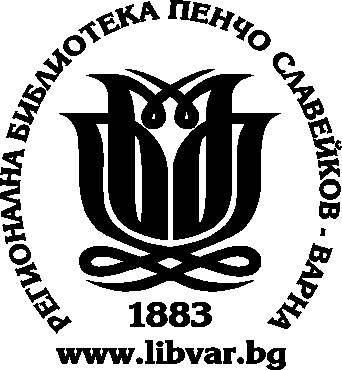 РЕГИОНАЛНА БИБЛИОТЕКА ПЕНЧО СЛАВЕЙКОВ - ВАРНА
1883
www.libvar.bg